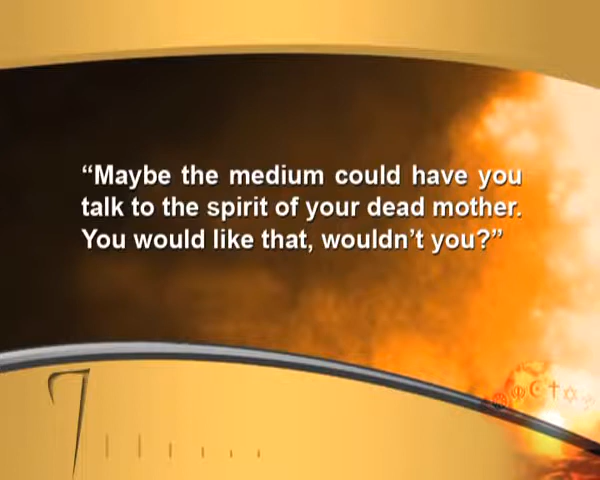 “Maybe the medium could have you
talk to the spirit of your dead mother.
You would like that, wouldn’t you?”